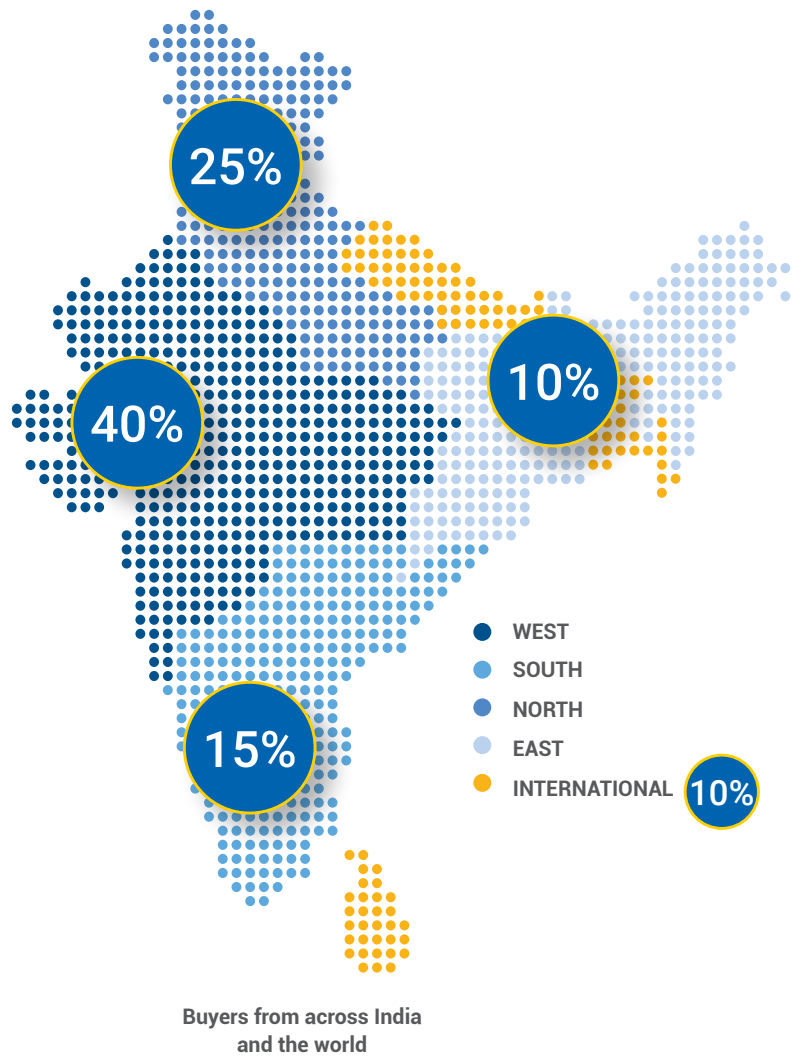 25%
10%
40%
15%
WEST
SOUTH
NORTH
EAST
INTERNATIONAL 10%
Buyers from across India
and the world